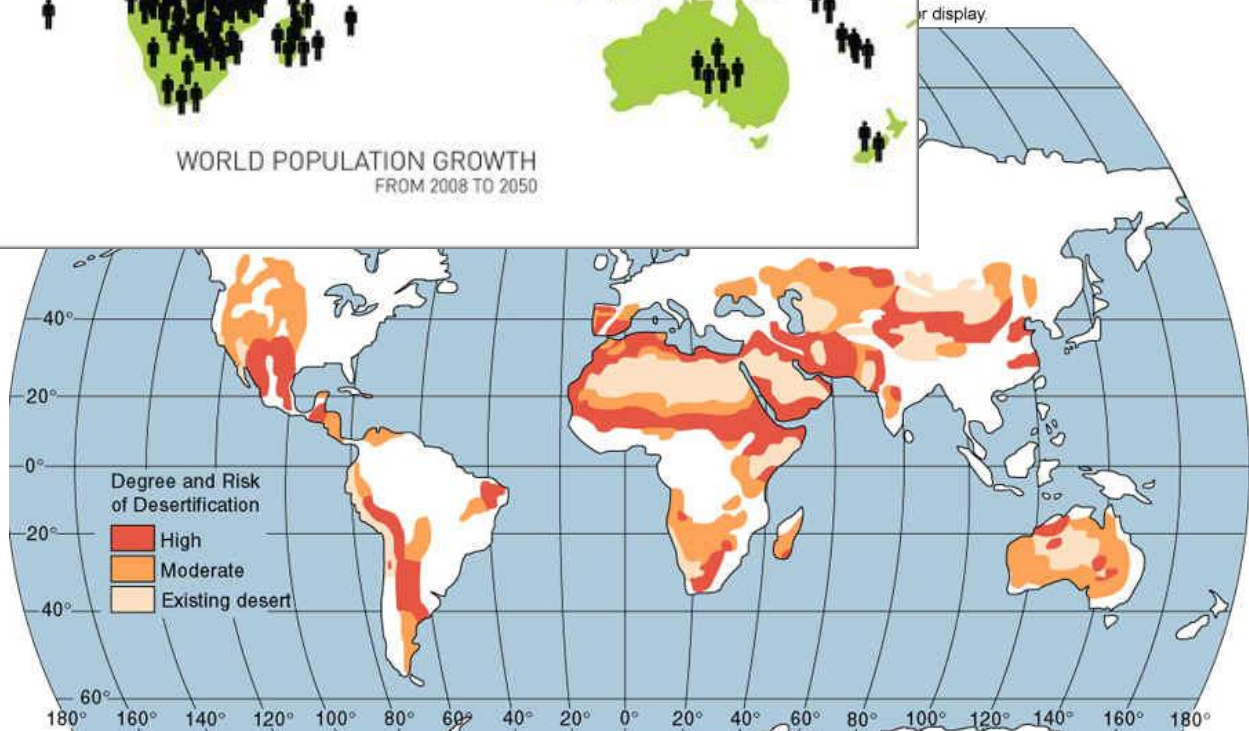 r display.
WORLD POPULATION GROWTH
FROM 2008 TO 2050
40°
20°
0°
Degree and Risk
of Desertification
High
20°
Moderate
Existing desert
40°
60°
180° 160° 140° 120° 100° 80° 60° 40° 20° 0° 20° 40° 60° 80° 100° 120° 140° 160° 180°